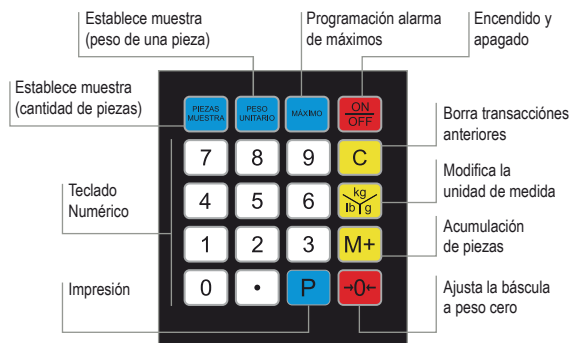 Establece muestra
(peso de una pieza)
Programación alarma
de máximos
Encendido y
apagado
Establece muestra
(cantidad de piezas)
PIEZAS
MUESTRA
PESO
UNITARIO
MÁXIMO
ON
OFF
Borra transacciónes
anteriores
7 8 9 C
Modifica la
unidad de medida
Teclado
Numérico
4 5 6 kg lb g
Acumulación
de piezas
1 2 3 M+
Impresión
0 • P →0←
Ajusta la báscula
a peso cero